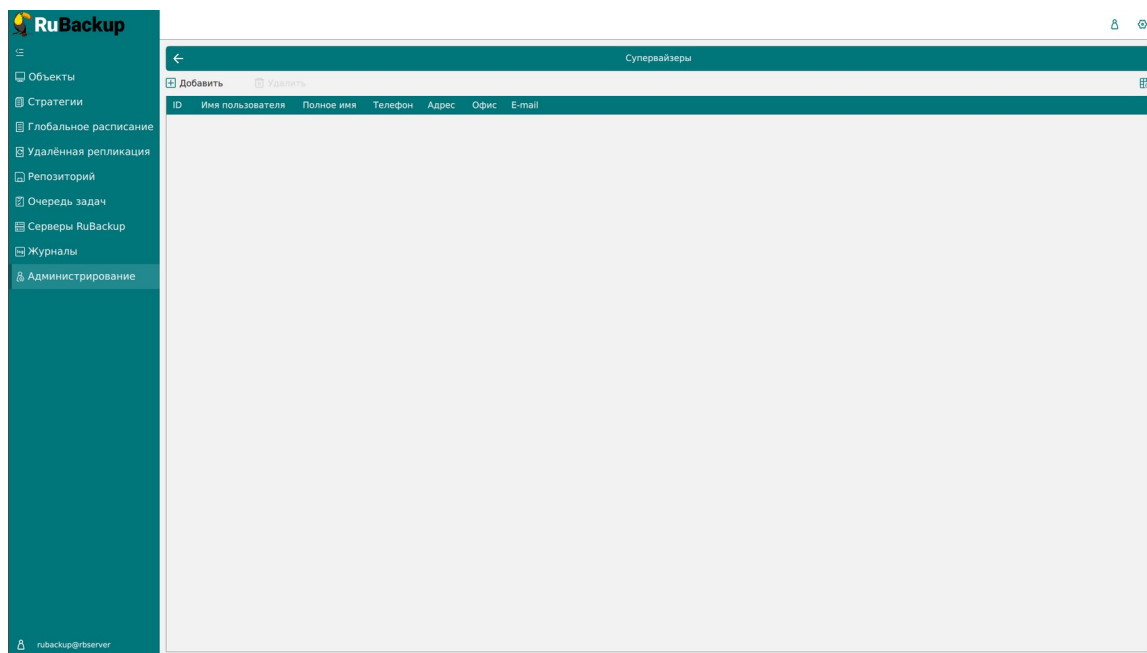 RuBackup
Супервайзеры
Объекты
Стратегии
Глобальное расписание
Удалённая репликация
Репозиторий
Очередь задач
Серверы RuBackup
Журналы
Администрирование
Добавить Удалить
ID Имя пользователя Полное имя Телефон Адрес Офис E-mail
rubackup@rbserver